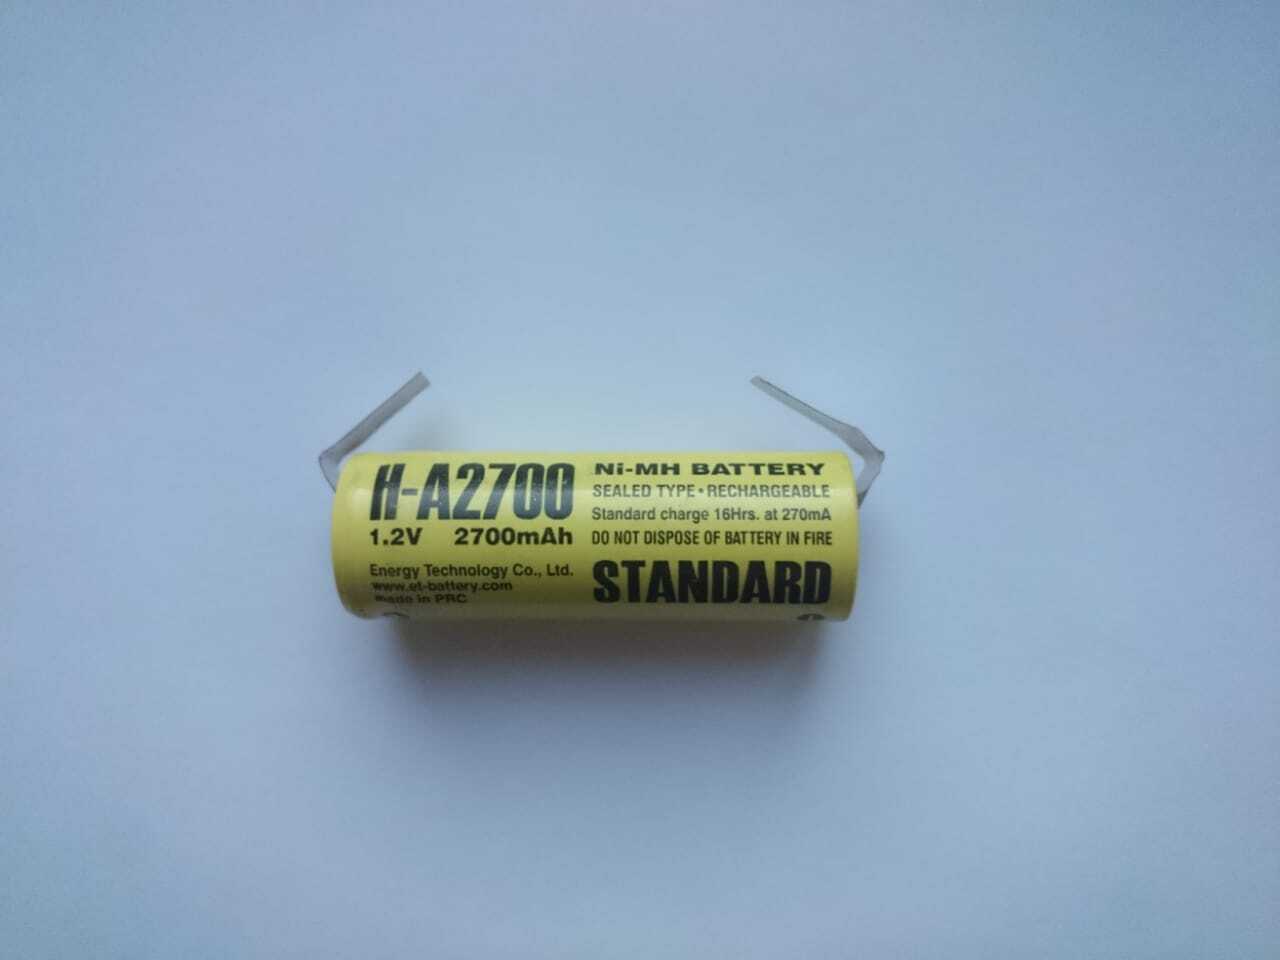 H-A2700
1.2V 2700mAh
Energy Technology Co., Ltd.
www.et-battery.com
made in PRC
Ni-MH BATTERY
SEALED TYPE • RECHARGEABLE
Standard charge 16Hrs. at 270mA
DO NOT DISPOSE OF BATTERY IN FIRE
STANDARD